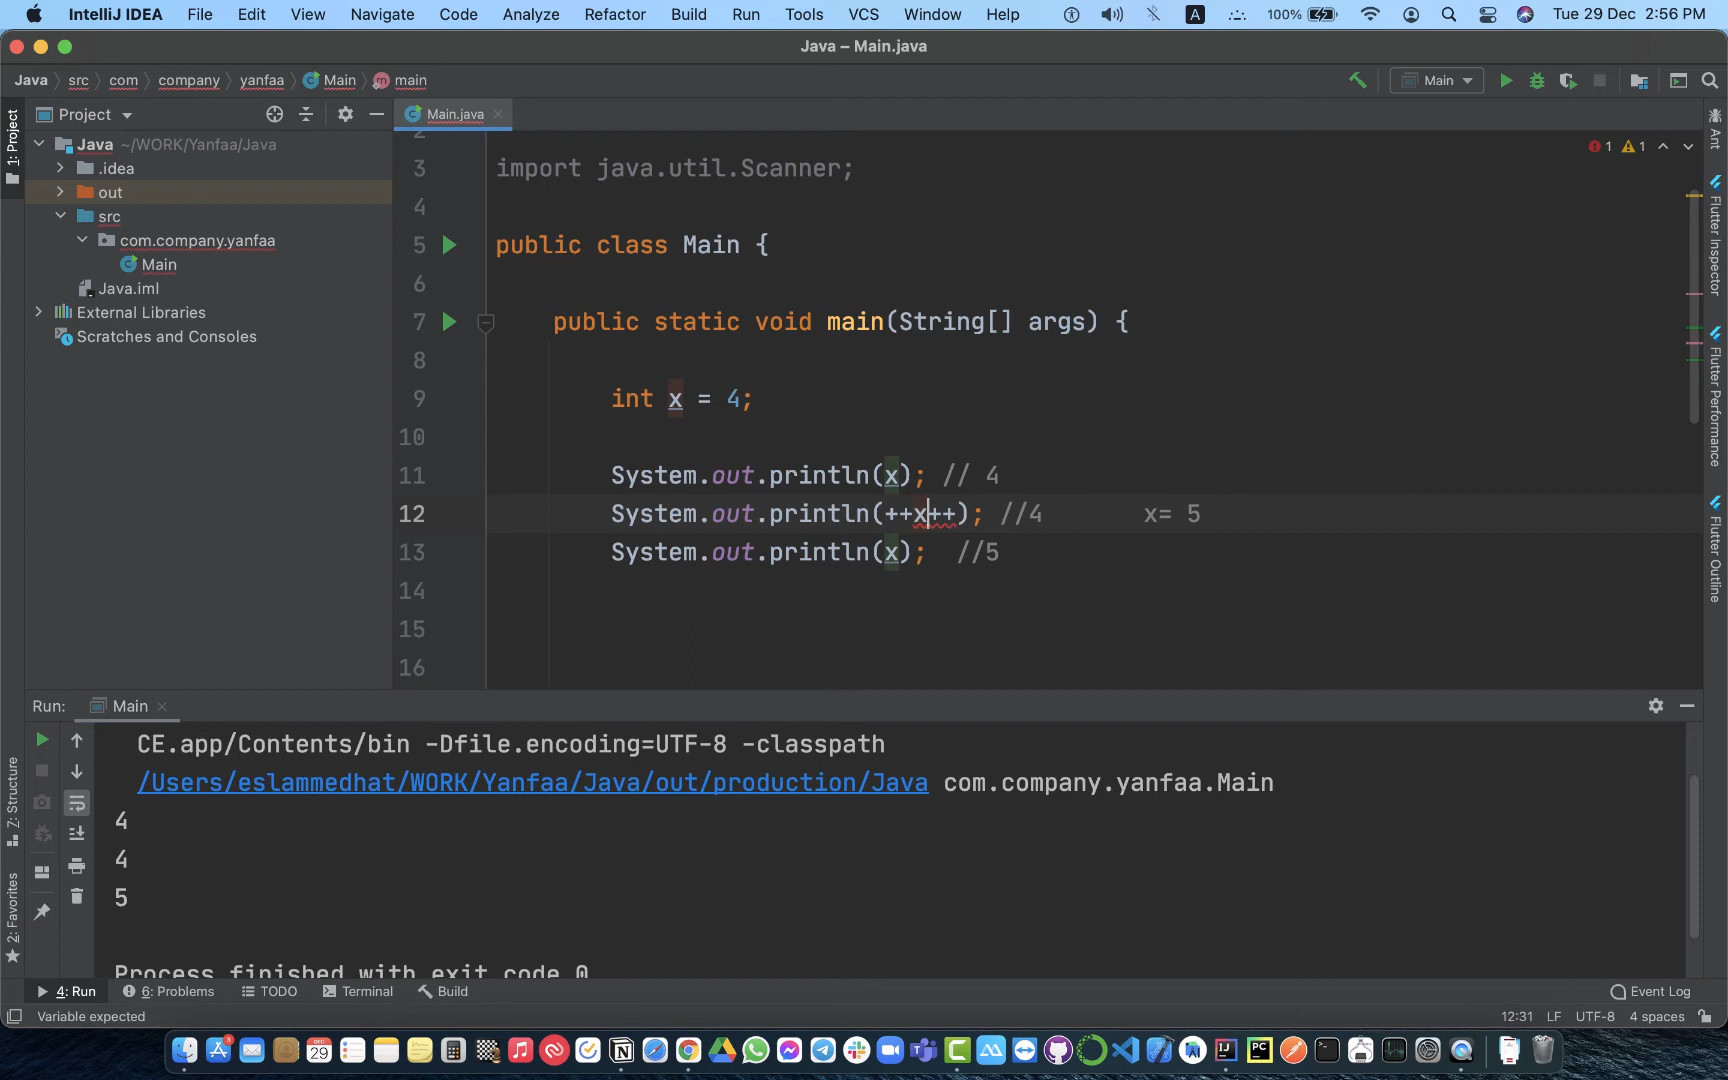 IntelliJ IDEA File Edit View Navigate Code Analyze Refactor Build Run Tools VCS Window Help A 100% Tue 29 Dec 2:56 PM
Java – Main.java
Java src com company yanfaa Main main Main
1: Project
Project
Main.java
Java ~/WORK/Yanfaa/Java
.idea
out
src
com.company.yanfaa
Main
Java.iml
External Libraries
Scratches and Consoles
1 1
3 import java.util.Scanner;
4
5 public class Main {
6
7 public static void main(String[] args) {
8
9 int x = 4;
10
11 System.out.println(x); // 4
12 System.out.println(++x++); //4 x= 5
13 System.out.println(x); //5
14
15
16
Ant
Flutter Inspector
Flutter Performance
Flutter Outline
Run: Main
CE.app/Contents/bin -Dfile.encoding=UTF-8 -classpath
/Users/eslammedhat/WORK/Yanfaa/Java/out/production/Java com.company.yanfaa.Main
4
4
5
Process finished with exit code 0
Z: Structure
2: Favorites
4: Run 6: Problems TODO Terminal Build Event Log
Variable expected 12:31 LF UTF-8 4 spaces
3
DEC
29
IJ
PC